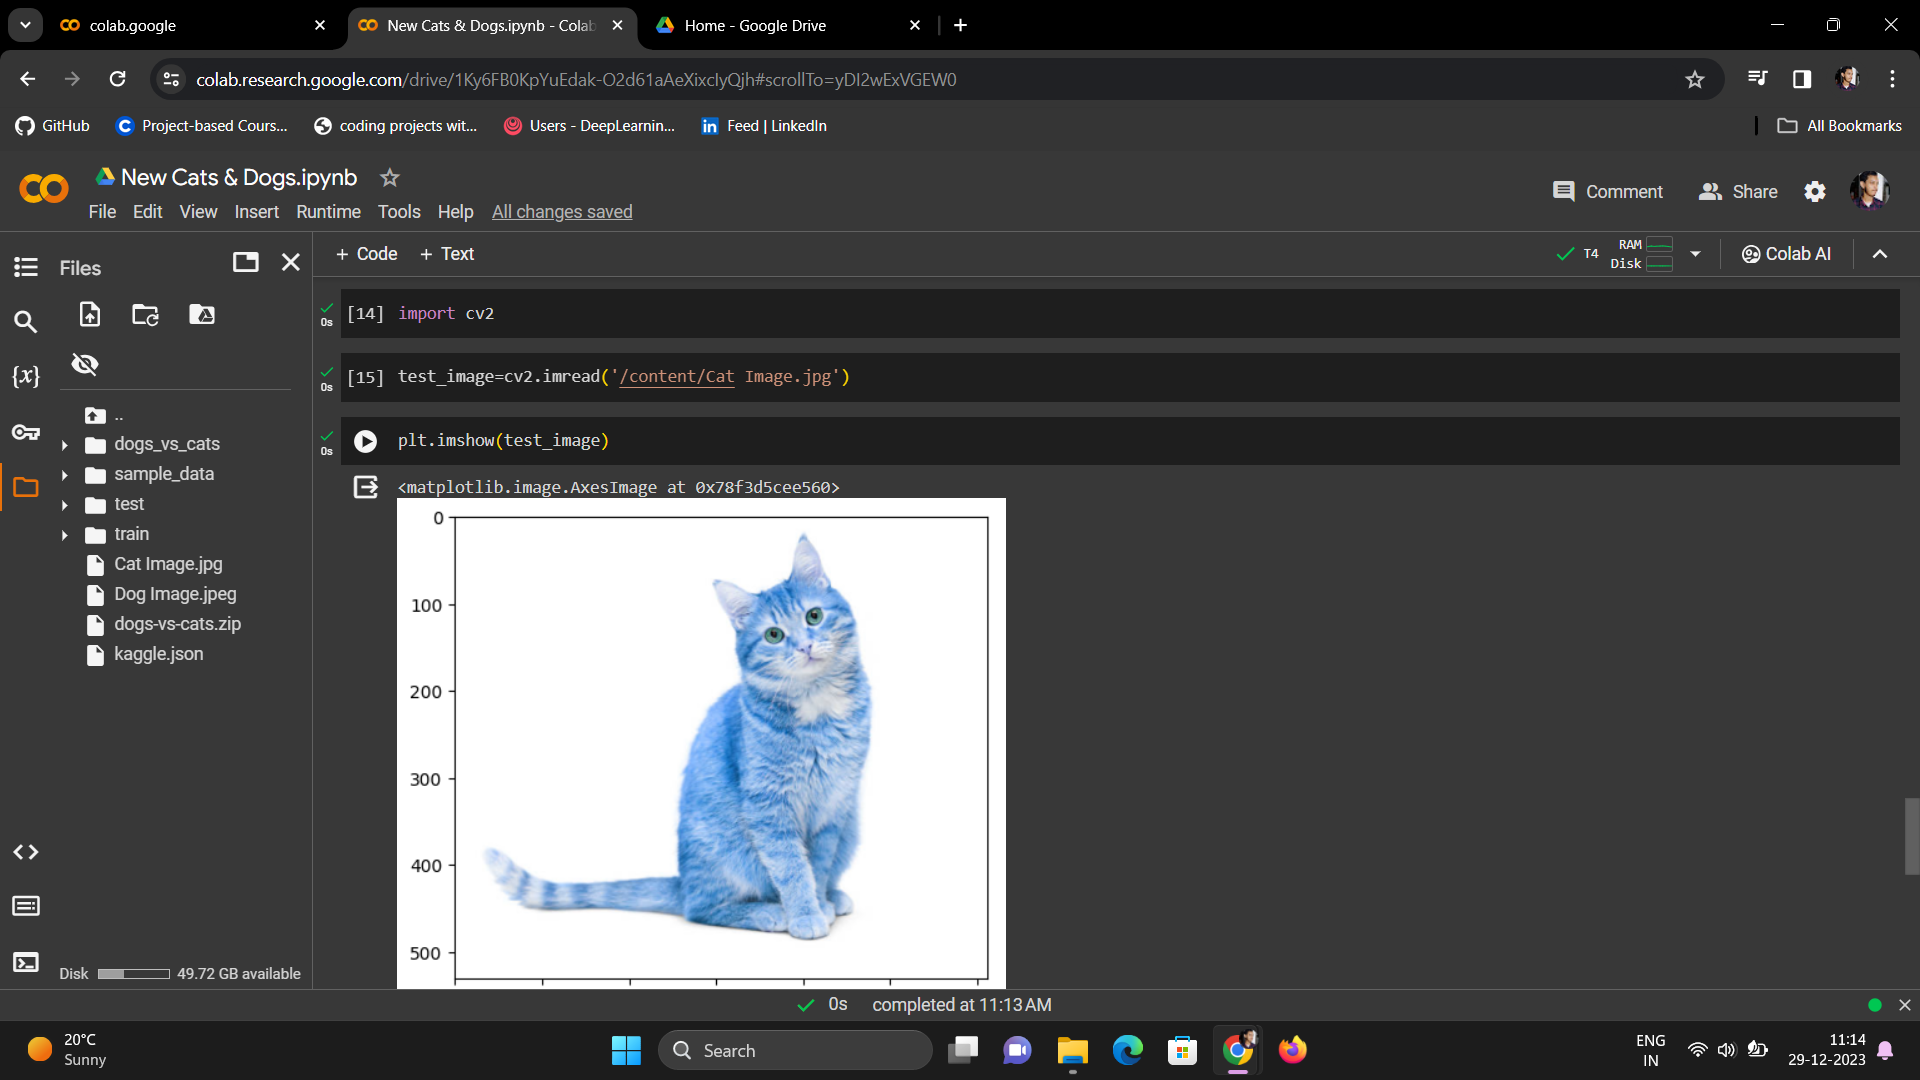 colab.google
New Cats & Dogs.ipynb - Colab
Home - Google Drive
colab.research.google.com/drive/1Ky6FB0KpYuEdak-O2d61aAeXixclyQjh#scrollTo=yDI2wExVGEW0
GitHub
Project-based Cours...
coding projects wit...
Users - DeepLearnin...
Feed | LinkedIn
All Bookmarks
New Cats & Dogs.ipynb
Comment
Share
File Edit View Insert Runtime Tools Help All changes saved
Files
+ Code + Text
T4
RAM
Disk
Colab AI
{x}
..
dogs_vs_cats
sample_data
test
train
Cat Image.jpg
Dog Image.jpeg
dogs-vs-cats.zip
kaggle.json
Disk
49.72 GB available
0s
[14] import cv2
0s
[15] test_image=cv2.imread('/content/Cat Image.jpg')
0s
plt.imshow(test_image)
<matplotlib.image.AxesImage at 0x78f3d5cee560>
0
100
200
300
400
500
0s completed at 11:13 AM
20°C
Sunny
Search
ENG
IN
11:14
29-12-2023